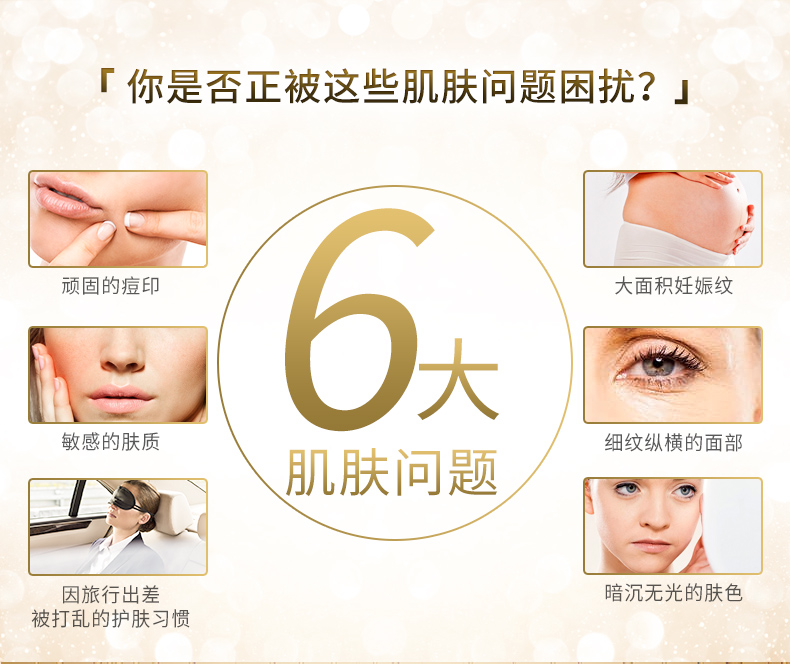 「 你是否正被这些肌肤问题困扰？」
顽固的痘印
敏感的肤质
因旅行出差
被打乱的护肤习惯
6大
肌肤问题
大面积妊娠纹
细纹纵横的面部
暗沉无光的肤色